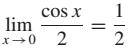 lim x→0 cos x / 2 = 1 / 2